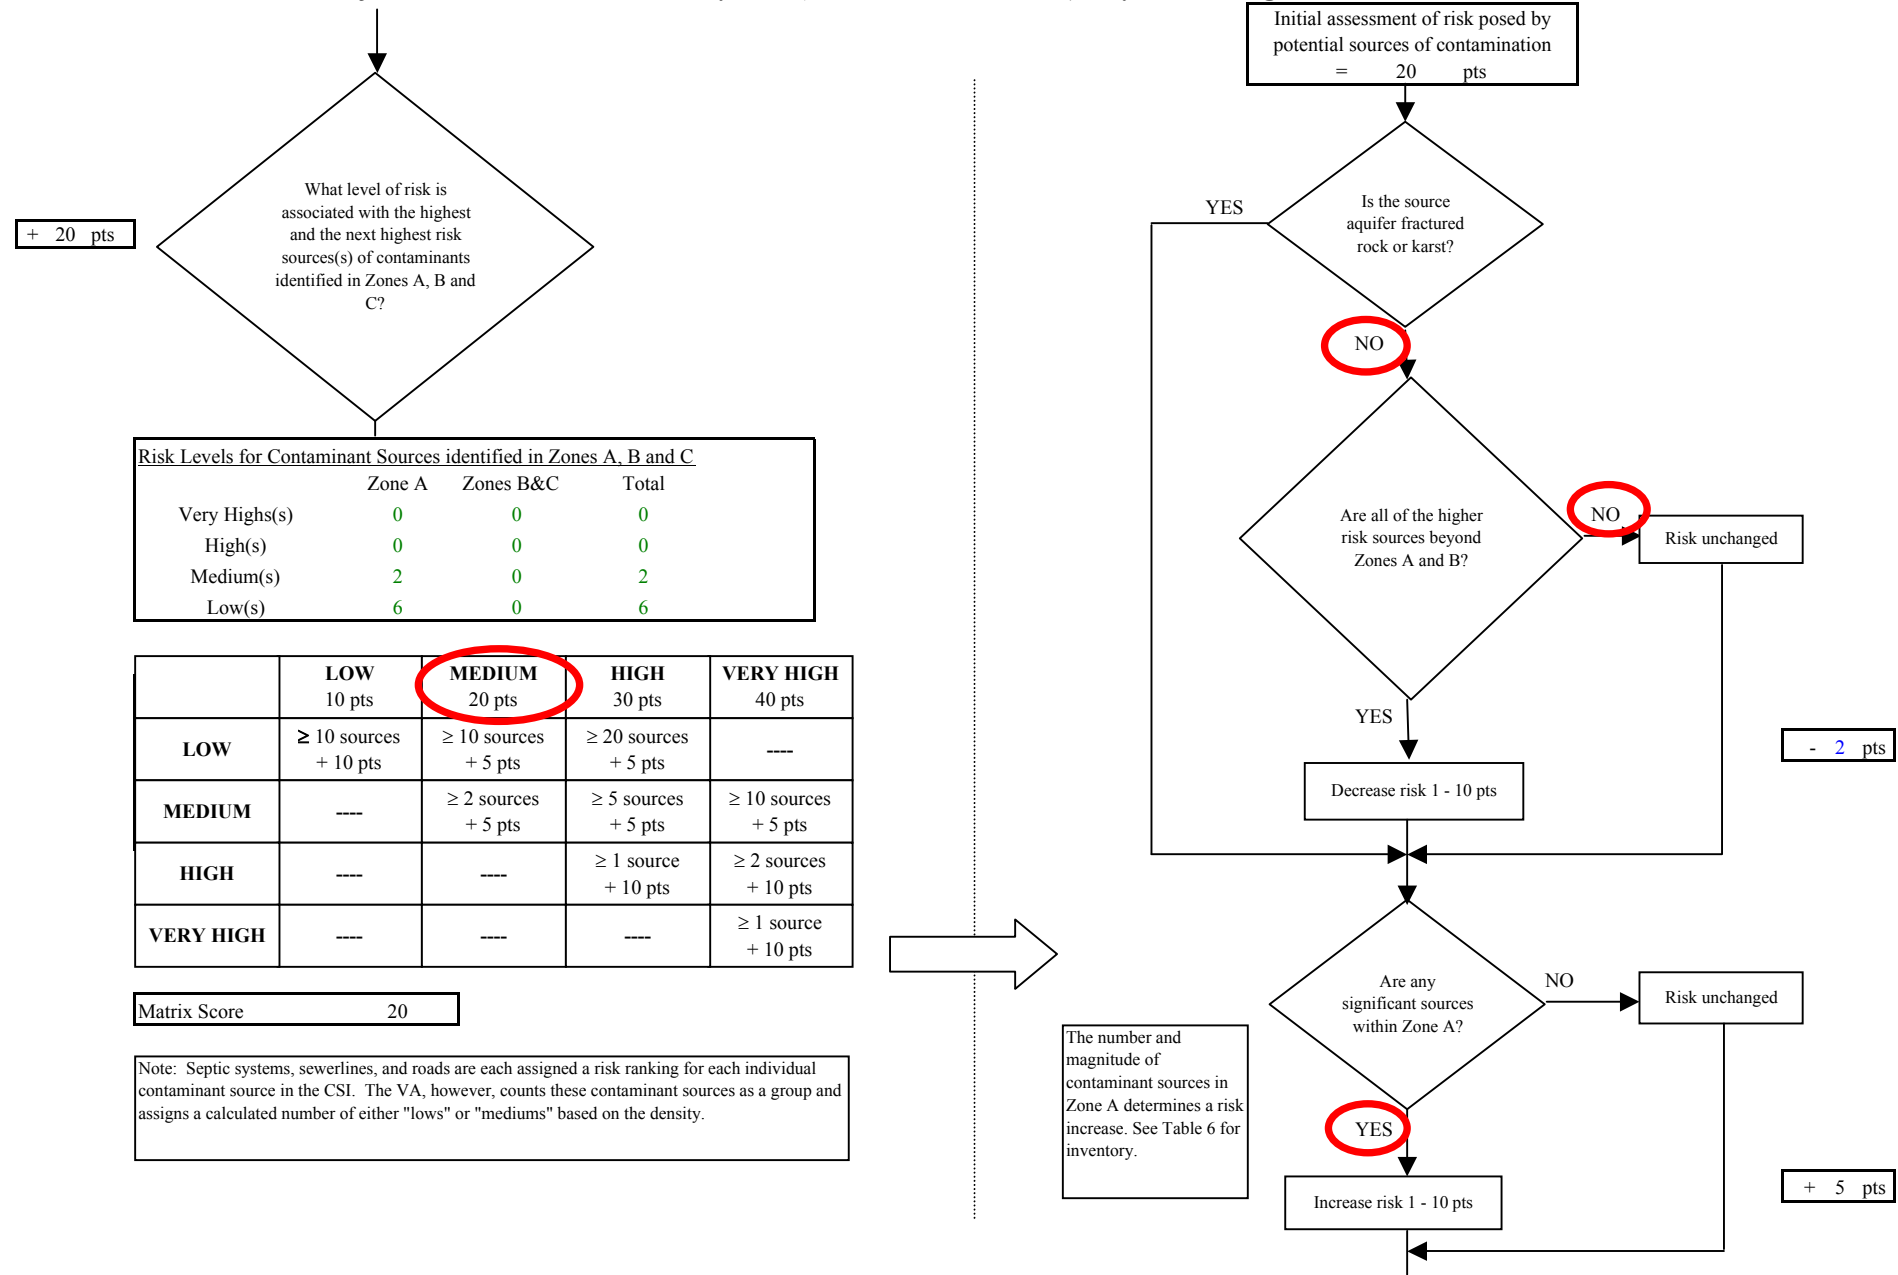 What level of risk is
associated with the highest
and the next highest risk
sources(s) of contaminants
identified in Zones A, B and
C?
+ 20 pts
Risk Levels for Contaminant Sources identified in Zones A, B and C
Zone A Zones B&C Total
Very Highs(s) 0 0 0
High(s) 0 0 0
Medium(s) 2 0 2
Low(s) 6 0 6
LOW MEDIUM HIGH VERY HIGH
10 pts 20 pts 30 pts 40 pts
LOW ≥ 10 sources ≥ 10 sources ≥ 20 sources ----
+ 10 pts + 5 pts + 5 pts
MEDIUM ---- ≥ 2 sources ≥ 5 sources ≥ 10 sources
+ 5 pts + 5 pts + 5 pts
HIGH ---- ---- ≥ 1 source ≥ 2 sources
+ 10 pts + 10 pts
VERY HIGH ---- ---- ---- ≥ 1 source
+ 10 pts
Matrix Score 20
Note: Septic systems, sewerlines, and roads are each assigned a risk ranking for each individual
contaminant source in the CSI. The VA, however, counts these contaminant sources as a group and
assigns a calculated number of either "lows" or "mediums" based on the density.
Initial assessment of risk posed by
potential sources of contamination
= 20 pts
Is the source
aquifer fractured
rock or karst?
YES
NO
Are all of the higher
risk sources beyond
Zones A and B?
NO
Risk unchanged
YES
Decrease risk 1 - 10 pts
- 2 pts
Are any
significant sources
within Zone A?
NO
Risk unchanged
The number and
magnitude of
contaminant sources in
Zone A determines a risk
increase. See Table 6 for
inventory.
YES
Increase risk 1 - 10 pts
+ 5 pts